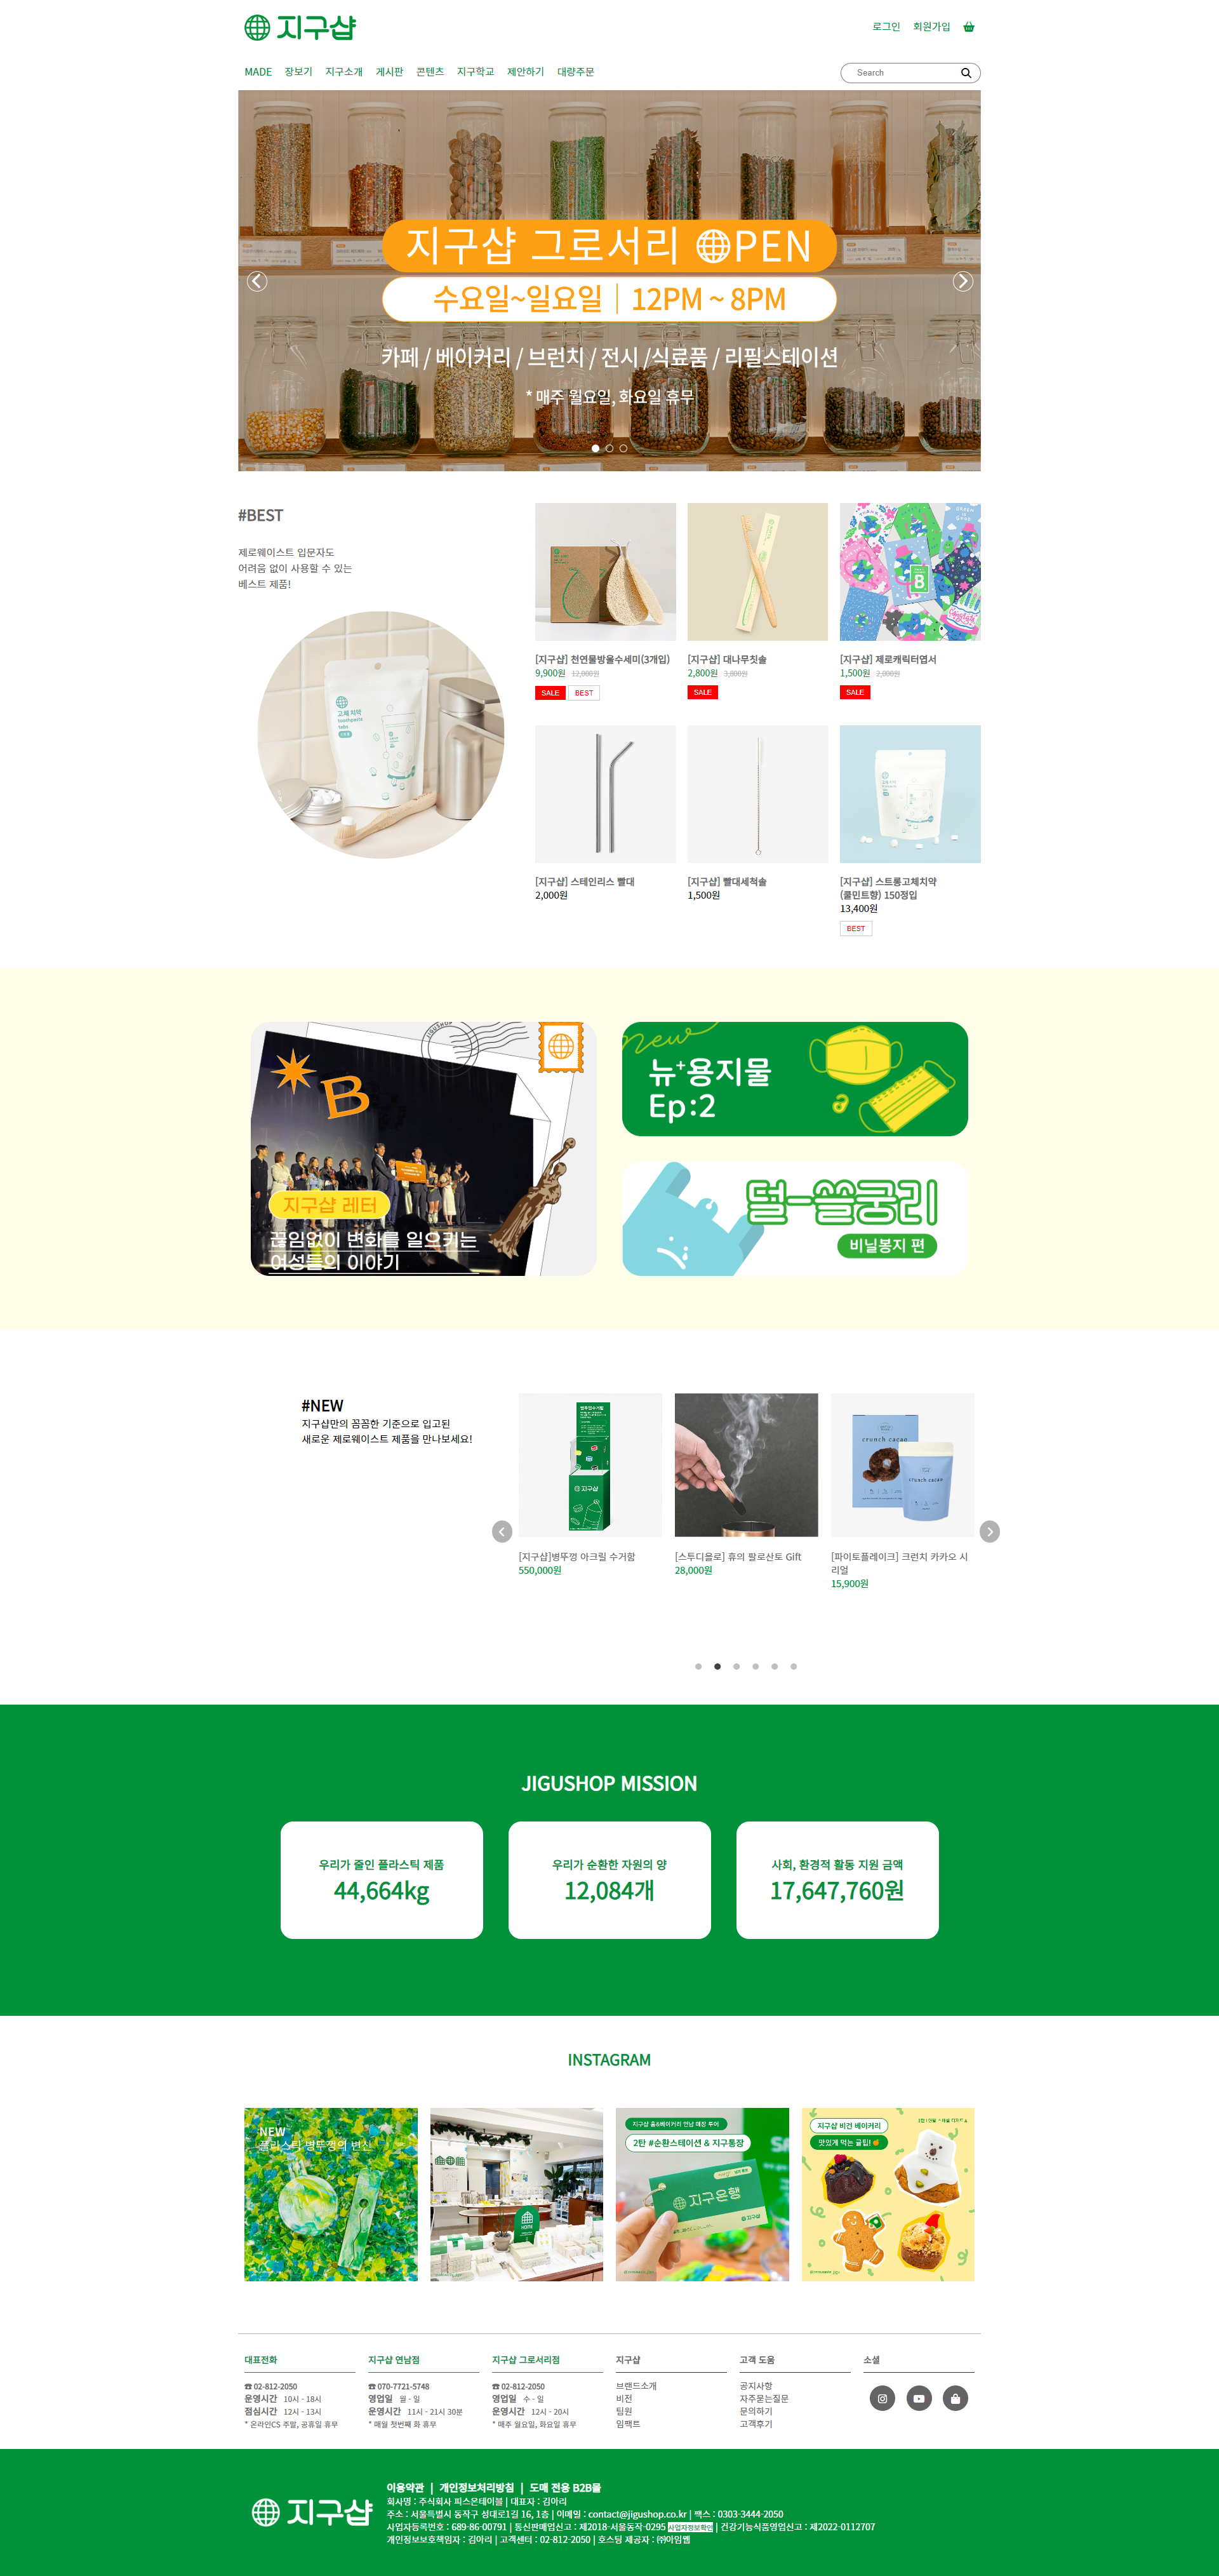 지구샵
로그인 회원가입
MADE 장보기 지구소개 게시판 콘텐츠 지구학교 제안하기 대량주문
Search
지구샵 그로서리 OPEN
수요일~일요일 | 12PM ~ 8PM
카페 / 베이커리 / 브런치 / 전시 /식료품 / 리필스테이션
* 매주 월요일, 화요일 휴무
#BEST
제로웨이스트 입문자도
어려움 없이 사용할 수 있는
베스트 제품!
고체치약
toothpaste
Tabs
[지구샵] 천연물방울수세미(3개입)
9,900원 12,000원
SALE BEST
[지구샵] 대나무칫솔
2,800원 3,800원
SALE
[지구샵] 제로캐릭터엽서
1,500원 2,000원
SALE
[지구샵] 스테인리스 빨대
2,000원
[지구샵] 빨대세척솔
1,500원
[지구샵] 스트롱고체치약
(쿨민트향) 150정입
13,400원
BEST
JIGUSHOP
B
지구샵 레터
끊임없이 변화를 일으키는
여성들의 이야기
new
뉴+용지물
Ep:2
덜-쓸궁리
비닐봉지 편
#NEW
지구샵만의 꼼꼼한 기준으로 입고된
새로운 제로웨이스트 제품을 만나보세요!
지구샵
crunch cacao
crunch cacao
[지구샵]병뚜껑 아크릴 수거함
550,000원
[스투디올로] 휴의 팔로산토 Gift
28,000원
[파이토플레이크] 크런치 카카오 시
리얼
15,900원
JIGUSHOP MISSION
우리가 줄인 플라스틱 제품
44,664kg
우리가 순환한 자원의 양
12,084개
사회, 환경적 활동 지원 금액
17,647,760원
INSTAGRAM
NEW
플라스틱 병뚜껑의 변신
HOME
지구샵 홈&베이커리 연남 매장 투어
2탄 #순환스테이션 & 지구통장
지구은행
지구샵
지구샵 비건 베이커리
맛있게 먹는 꿀팁!
대표전화
☎ 02-812-2050
운영시간 10시 - 18시
점심시간 12시 - 13시
* 온라인CS 주말, 공휴일 휴무
지구샵 연남점
☎ 070-7721-5748
영업일 월 - 일
운영시간 11시 - 21시 30분
* 매월 첫번째 화 휴무
지구샵 그로서리점
☎ 02-812-2050
영업일 수 - 일
운영시간 12시 - 20시
* 매주 월요일, 화요일 휴무
지구샵
브랜드소개
비전
팀원
임팩트
고객 도움
공지사항
자주묻는질문
문의하기
고객후기
소셜
지구샵
이용약관 | 개인정보처리방침 | 도매 전용 B2B몰
회사명 : 주식회사 피스온테이블 | 대표자 : 김아리
주소 : 서울특별시 동작구 성대로1길 16, 1층 | 이메일 : contact@jigushop.co.kr | 팩스 : 0303-3444-2050
사업자등록번호 : 689-86-00791 | 통신판매업신고 : 제2018-서울동작-0295 사업자정보확인 | 건강기능식품영업신고 : 제2022-0112707
개인정보보호책임자 : 김아리 | 고객센터 : 02-812-2050 | 호스팅 제공자 : ㈜아임웹